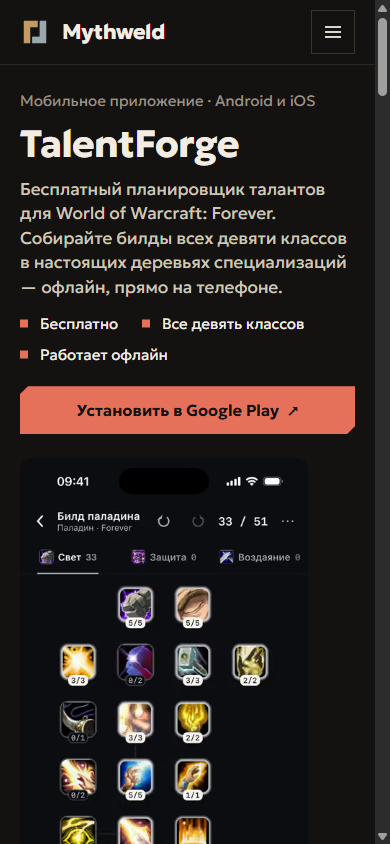 Mythweld
Мобильное приложение · Android и iOS
TalentForge
Бесплатный планировщик талантов
для World of Warcraft: Forever.
Собирайте билды всех девяти классов
в настоящих деревьях специализаций
— офлайн, прямо на телефоне.
Бесплатно Все девять классов
Работает офлайн
Установить в Google Play ↗
09:41
Билд паладина
Паладин · Forever
33 / 51
Свет 33 Защита 0 Воздаяние 0
5/5 5/5
3/3 0/2 3/3 2/2
0/1 3/3 2/2
0/2 5/5 1/1